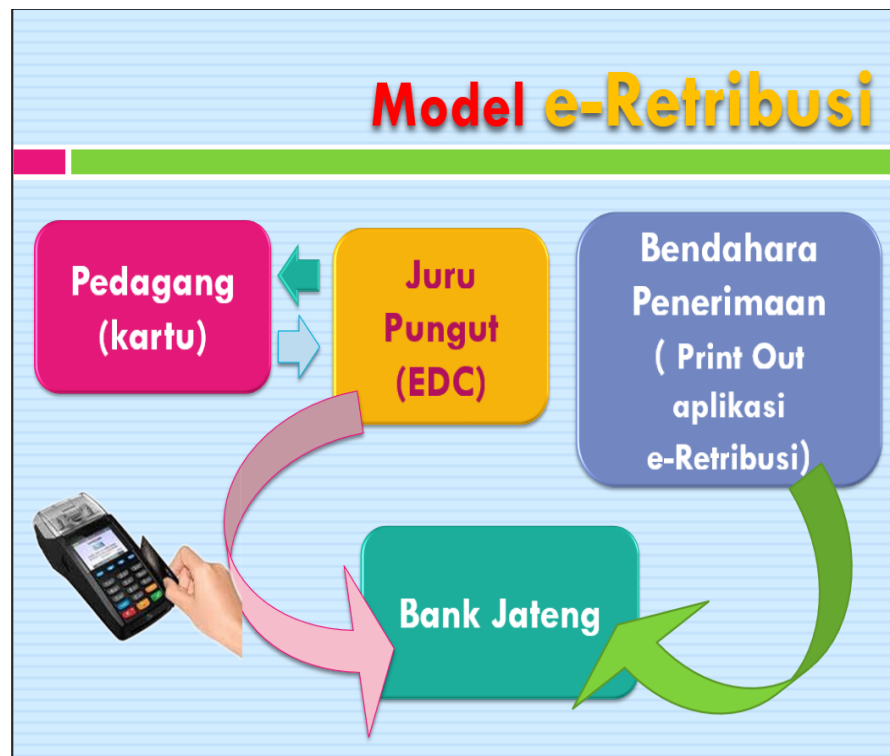 Model e-Retribusi
Pedagang
(kartu)
Juru
Pungut
(EDC)
Bendahara
Penerimaan
( Print Out
aplikasi
e-Retribusi)
Bank Jateng